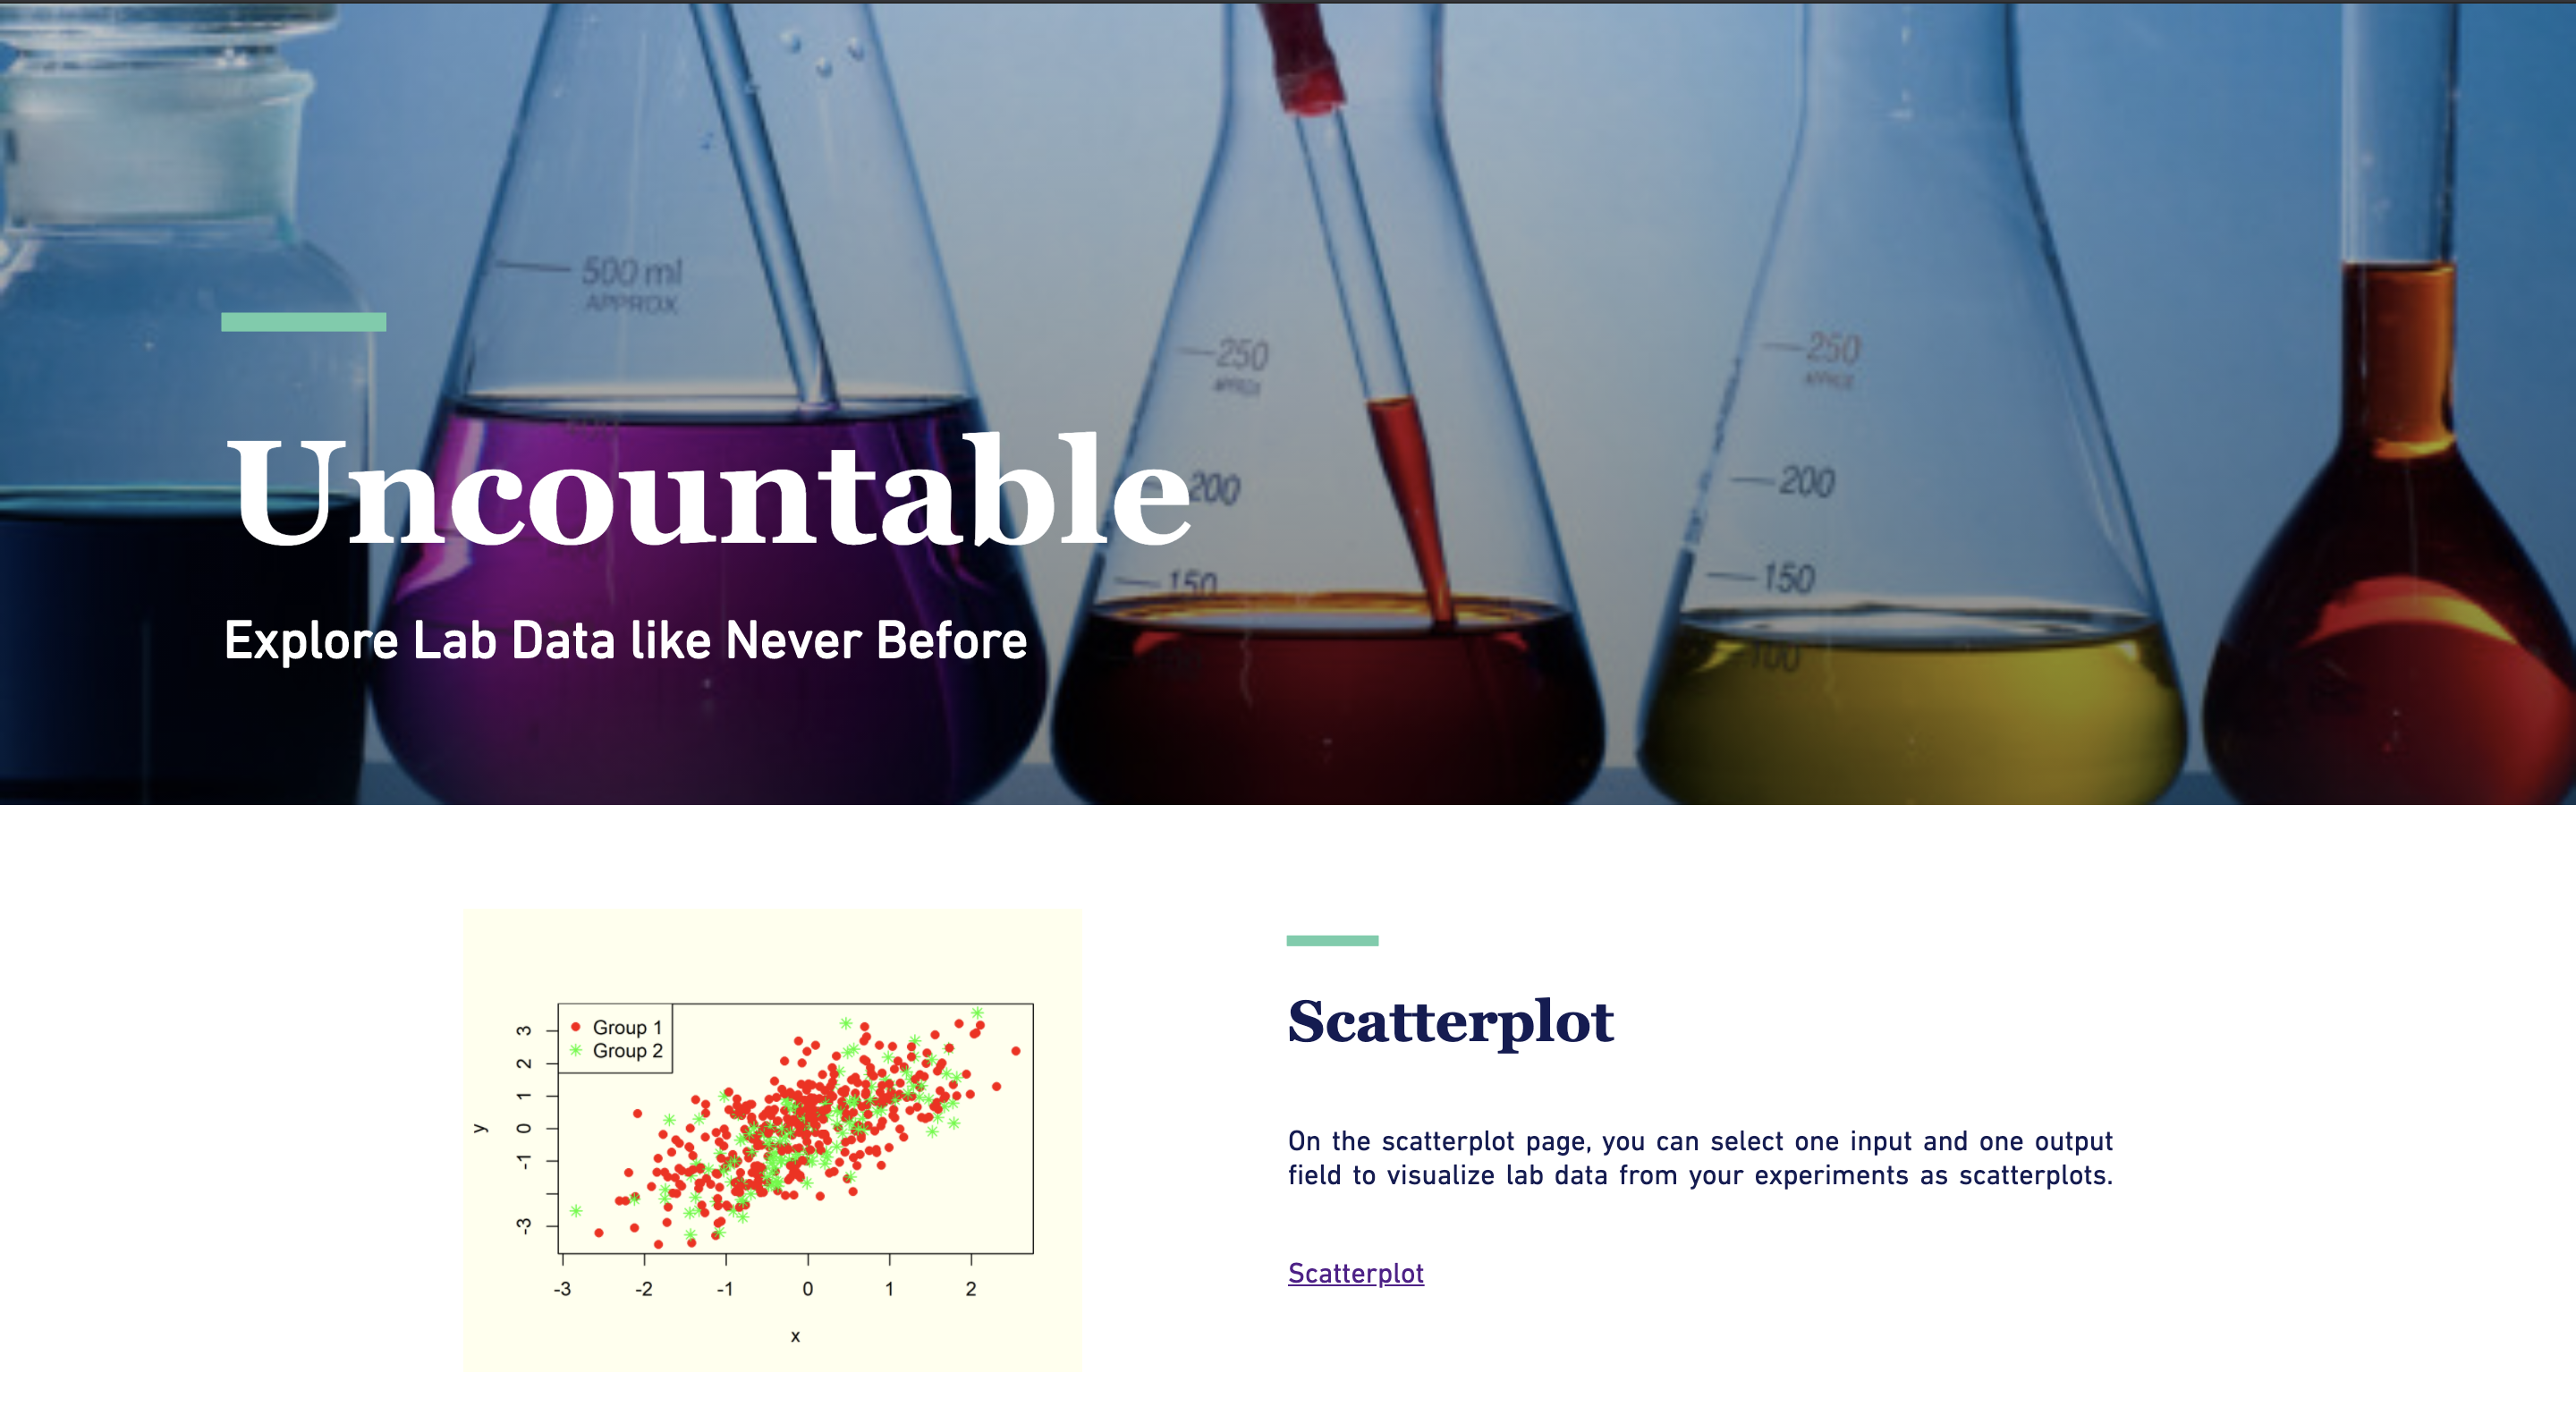 500 ml
APPROX
250
APPROX
250
APPROX
Uncountable
200
200
150
150
Explore Lab Data like Never Before
100
Scatterplot
On the scatterplot page, you can select one input and one output
field to visualize lab data from your experiments as scatterplots.
Scatterplot
Group 1
Group 2
3
2
1
0
-1
-3
y
-3
-2
-1
0
1
2
x